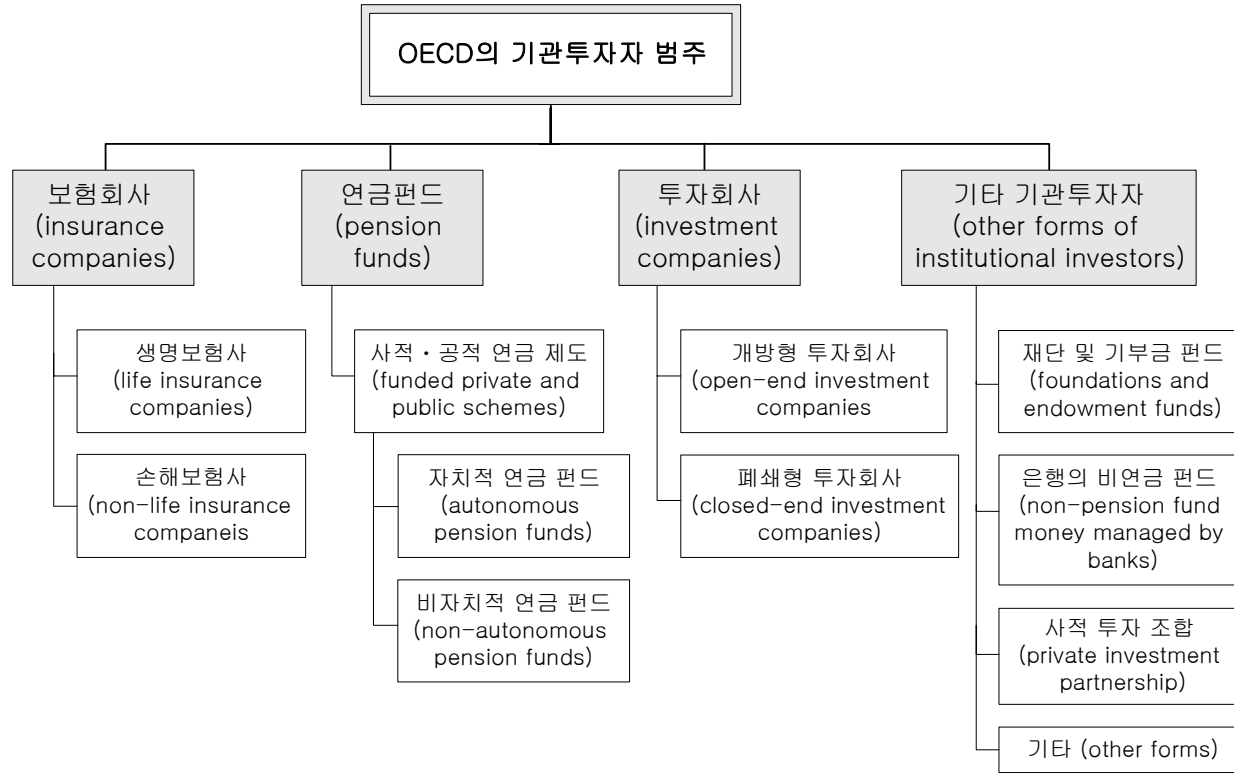 OECD의 기관투자자 범주
보험회사
(insurance
companies)
연금펀드
(pension
funds)
투자회사
(investment
companies)
기타 기관투자자
(other forms of
institutional investors)
생명보험사
(life insurance
companies)
손해보험사
(non-life insurance
companeis
사적・공적 연금 제도
(funded private and
public schemes)
자치적 연금 펀드
(autonomous
pension funds)
비자치적 연금 펀드
(non-autonomous
pension funds)
개방형 투자회사
(open-end investment
companies
폐쇄형 투자회사
(closed-end investment
companies)
재단 및 기부금 펀드
(foundations and
endowment funds)
은행의 비연금 펀드
(non-pension fund
money managed by
banks)
사적 투자 조합
(private investment
partnership)
기타 (other forms)